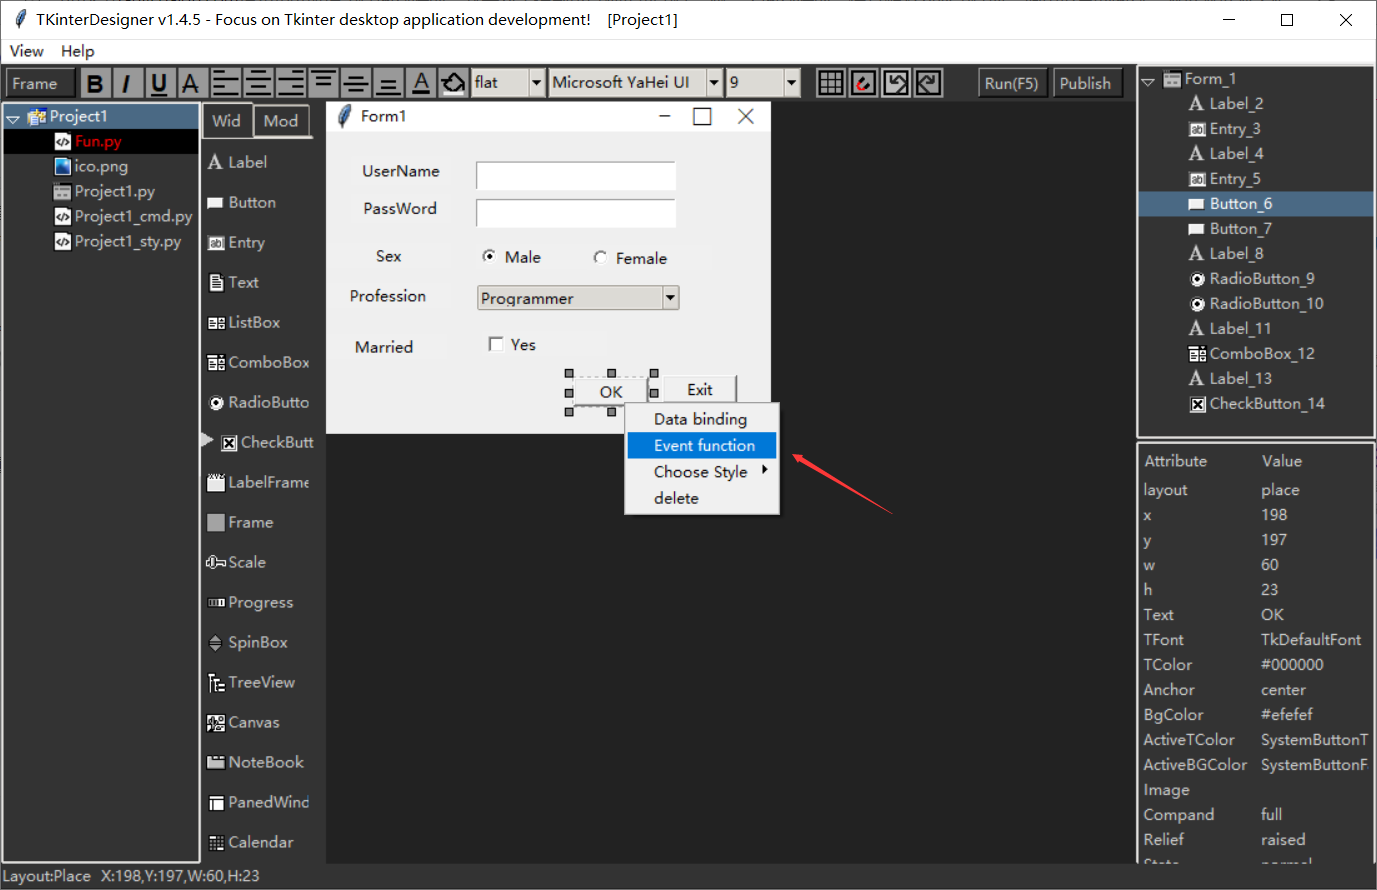 TKinterDesigner v1.4.5 - Focus on Tkinter desktop application development! [Project1]
View Help
Frame B I U A A flat Microsoft YaHei UI 9 Run(F5) Publish
Project1
Fun.py
ico.png
Project1.py
Project1_cmd.py
Project1_sty.py
Wid Mod
Label
Button
Entry
Text
ListBox
ComboBox
RadioButto
CheckButt
LabelFrame
Frame
Scale
Progress
SpinBox
TreeView
Canvas
NoteBook
PanedWind
Calendar
Form1
UserName
PassWord
Sex Male Female
Profession Programmer
Married Yes
OK Exit
Data binding
Event function
Choose Style
delete
Form_1
Label_2
Entry_3
Label_4
Entry_5
Button_6
Button_7
Label_8
RadioButton_9
RadioButton_10
Label_11
ComboBox_12
Label_13
CheckButton_14
Attribute Value
layout place
x 198
y 197
w 60
h 23
Text OK
TFont TkDefaultFont
TColor #000000
Anchor center
BgColor #efefef
ActiveTColor SystemButtonT
ActiveBGColor SystemButtonF
Image
Compand full
Relief raised
State normal
Layout:Place X:198,Y:197,W:60,H:23